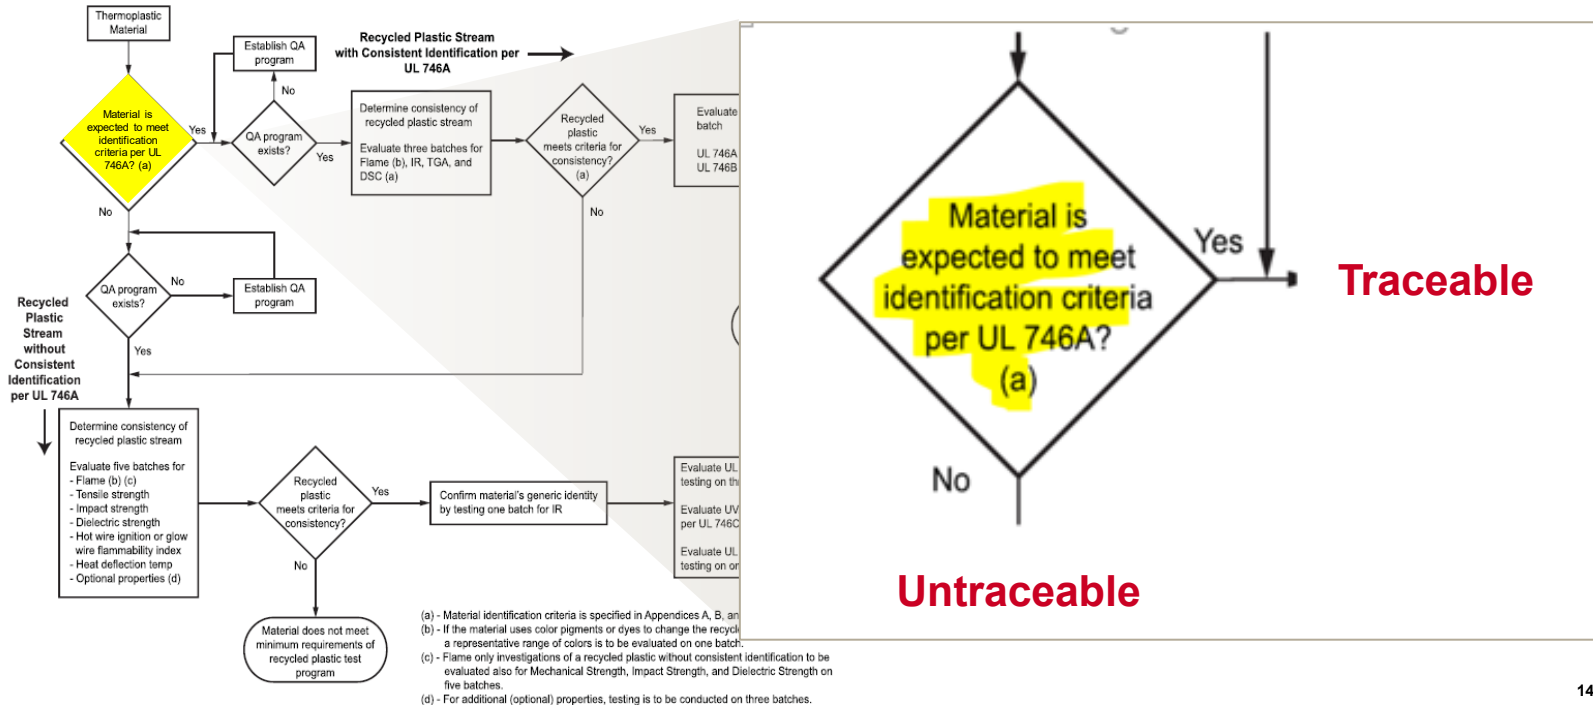 Thermoplastic
Material
Material is
expected to meet
identification
criteria per UL
746A? (a)
Yes
No
Establish QA
program
No
QA program
exists?
Yes
Recycled Plastic Stream
with Consistent Identification per
UL 746A
Determine consistency of
recycled plastic stream
Evaluate three batches for
Flame (b), IR, TGA, and
DSC (a)
Recycled
plastic
meets criteria for
consistency?
(a)
Yes
No
Evaluate
batch
UL 746A
UL 746B
QA program
exists?
No
Establish QA
program
Yes
Recycled
Plastic
Stream
without
Consistent
Identification
per UL 746A
Determine consistency of
recycled plastic stream
Evaluate five batches for
- Flame (b) (c)
- Tensile strength
- Impact strength
- Dielectric strength
- Hot wire ignition or glow
wire flammability index
- Heat deflection temp
- Optional properties (d)
Recycled
plastic
meets criteria for
consistency?
Yes
No
Confirm material's generic identity
by testing one batch for IR
Evaluate UL
testing on
Evaluate UV
per UL 746C
Evaluate UL
testing on
Material does not meet
minimum requirements of
recycled plastic test
program
(a) - Material identification criteria is specified in Appendices A, B,
(b) - If the material uses color pigments or dyes to change the
a representative range of colors is to be evaluated on one batch.
(c) - Flame only investigations of a recycled plastic without consistent identification to be
evaluated also for Mechanical Strength, Impact Strength, and Dielectric Strength on
five batches.
(d) - For additional (optional) properties, testing is to be conducted on three batches.
Material is
expected to meet
identification criteria
per UL 746A?
(a)
Yes
No
Traceable
Untraceable
14